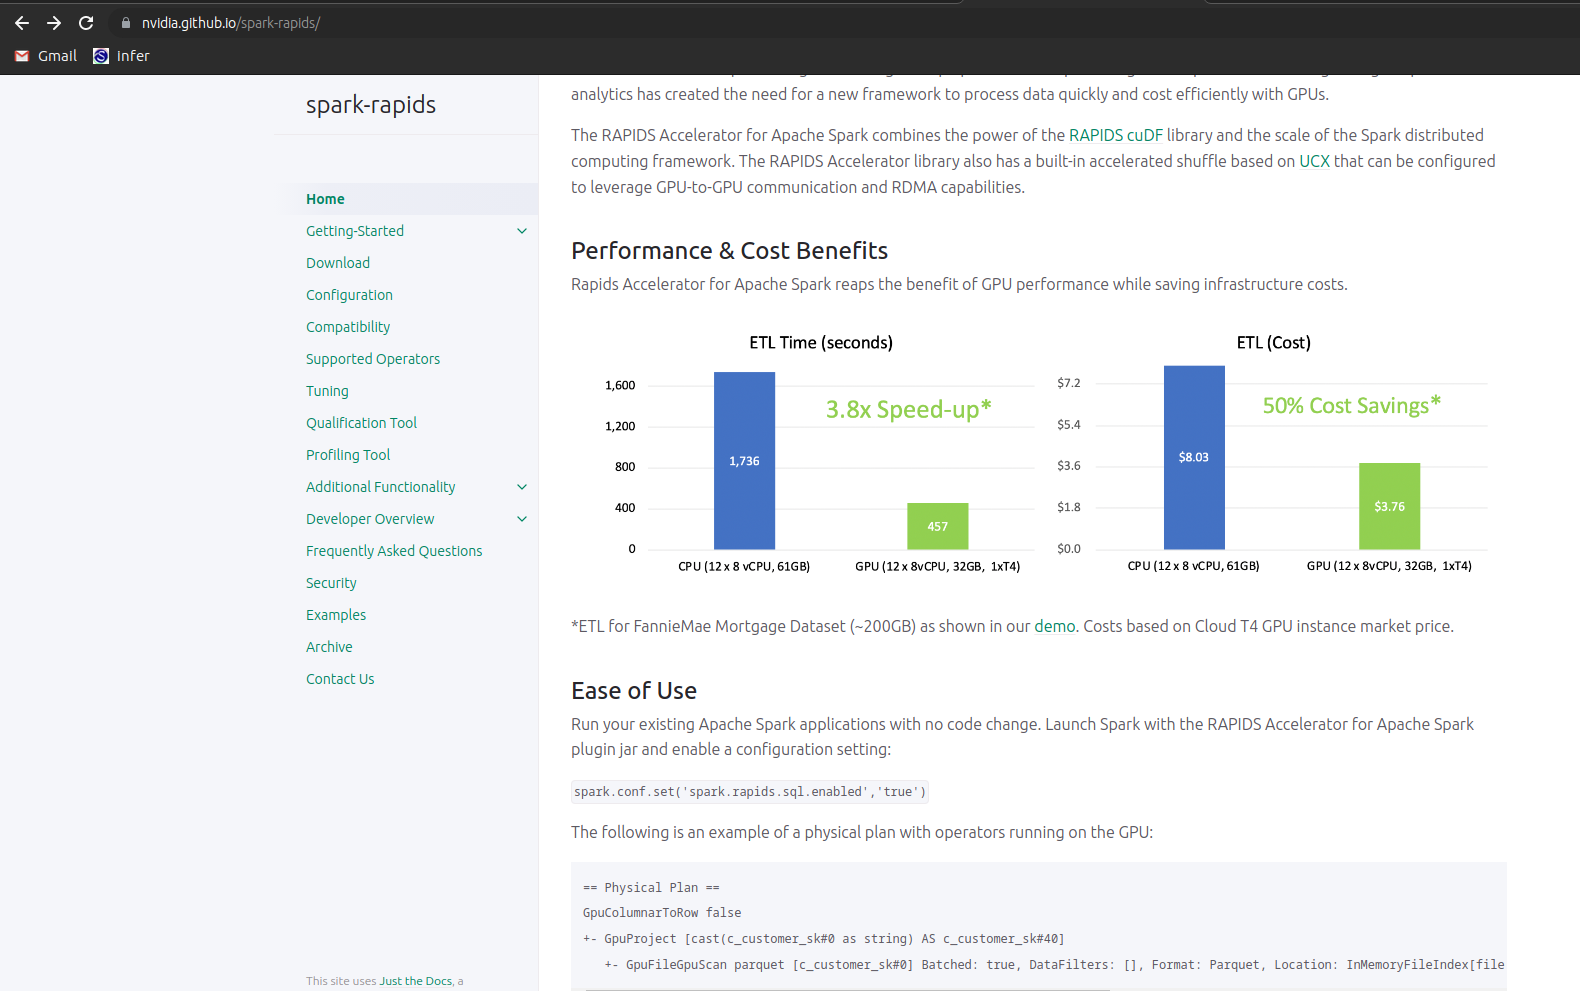 nvidia.github.io/spark-rapids/
Gmail
Infer
spark-rapids
Home
Getting-Started
Download
Configuration
Compatibility
Supported Operators
Tuning
Qualification Tool
Profiling Tool
Additional Functionality
Developer Overview
Frequently Asked Questions
Security
Examples
Archive
Contact Us
This site uses Just the Docs, a
analytics has created the need for a new framework to process data quickly and cost efficiently with GPUs.
The RAPIDS Accelerator for Apache Spark combines the power of the RAPIDS cuDF library and the scale of the Spark distributed
computing framework. The RAPIDS Accelerator library also has a built-in accelerated shuffle based on UCX that can be configured
to leverage GPU-to-GPU communication and RDMA capabilities.
Performance & Cost Benefits
Rapids Accelerator for Apache Spark reaps the benefit of GPU performance while saving infrastructure costs.
ETL Time (seconds)
1,600
1,200
800
400
0
3.8x Speed-up*
1,736
457
CPU (12 x 8 vCPU, 61GB)
GPU (12 x 8vCPU, 32GB, 1xT4)
ETL (Cost)
$7.2
$5.4
$3.6
$1.8
$0.0
50% Cost Savings*
$8.03
$3.76
CPU (12 x 8 vCPU, 61GB)
GPU (12 x 8vCPU, 32GB, 1xT4)
*ETL for FannieMae Mortgage Dataset (~200GB) as shown in our demo. Costs based on Cloud T4 GPU instance market price.
Ease of Use
Run your existing Apache Spark applications with no code change. Launch Spark with the RAPIDS Accelerator for Apache Spark
plugin jar and enable a configuration setting:
spark.conf.set('spark.rapids.sql.enabled','true')
The following is an example of a physical plan with operators running on the GPU:
== Physical Plan ==
GpuColumnarToRow false
+- GpuProject [cast(c_customer_sk#0 as string) AS c_customer_sk#40]
+- GpuFileGpuScan parquet [c_customer_sk#0] Batched: true, DataFilters: [], Format: Parquet, Location: InMemoryFileIndex[file